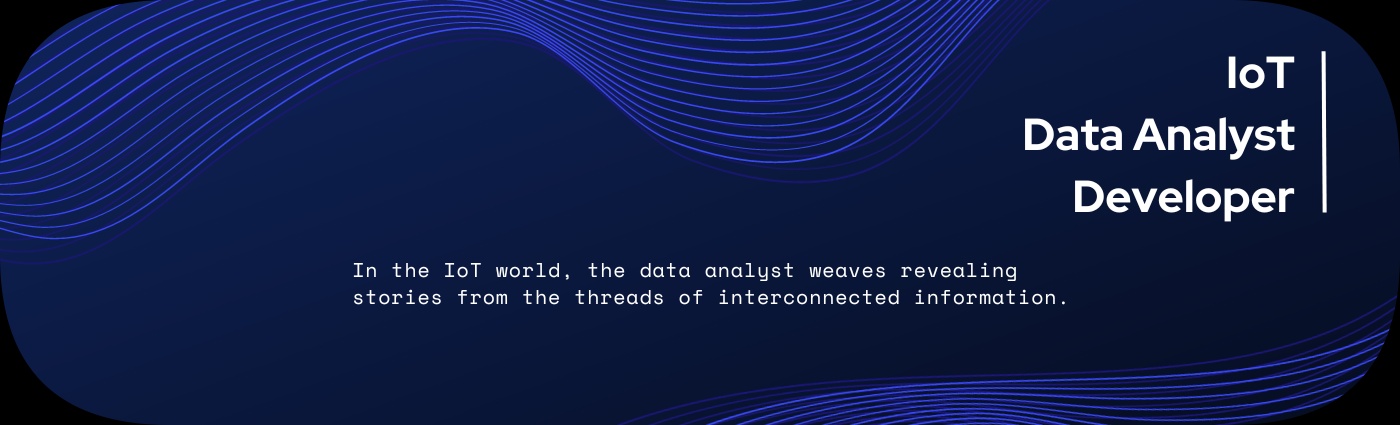 IoT
Data Analyst
Developer
In the IoT world, the data analyst weaves revealing
stories from the threads of interconnected information.